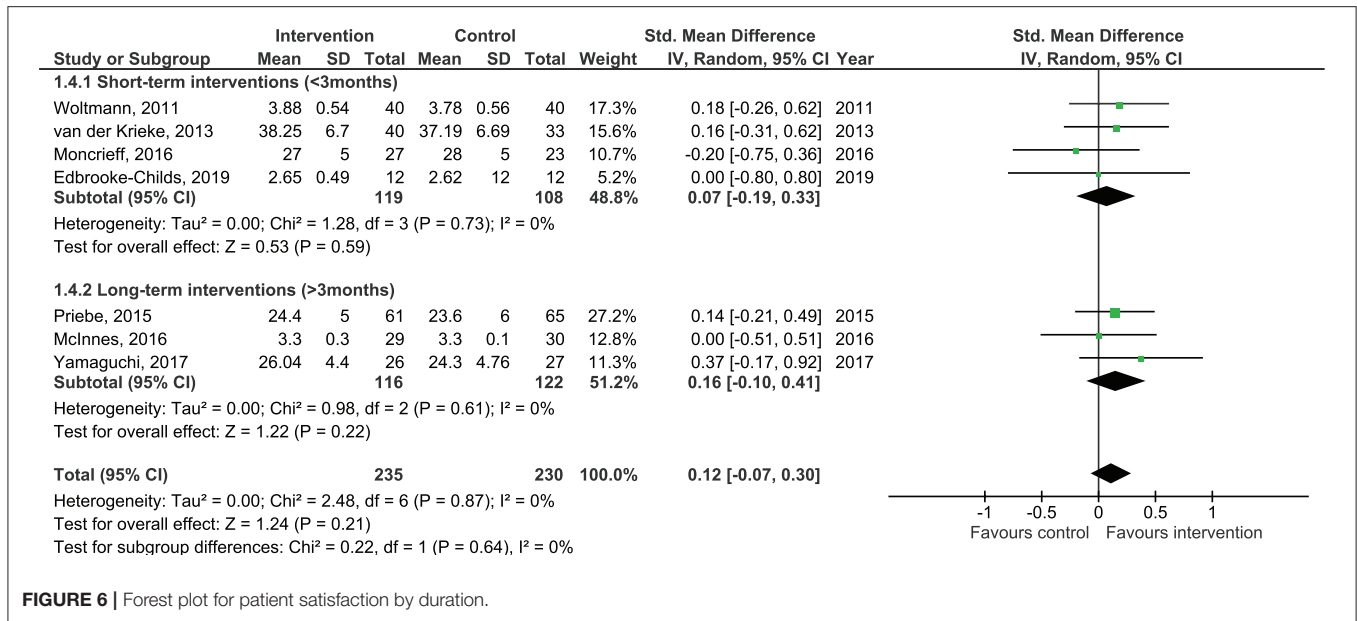 Intervention Control Std. Mean Difference Std. Mean Difference
Study or Subgroup Mean SD Total Mean SD Total Weight IV, Random, 95% CI Year IV, Random, 95% CI
1.4.1 Short-term interventions (<3months)
Woltmann, 2011 3.88 0.54 40 3.78 0.56 40 17.3% 0.18 [-0.26, 0.62] 2011
van der Krieke, 2013 38.25 6.7 40 37.19 6.69 33 15.6% 0.16 [-0.31, 0.62] 2013
Moncrieff, 2016 27 5 27 28 5 23 10.7% -0.20 [-0.75, 0.36] 2016
Edbrooke-Childs, 2019 2.65 0.49 12 2.62 12 12 5.2% 0.00 [-0.80, 0.80] 2019
Subtotal (95% CI) 119 108 48.8% 0.07 [-0.19, 0.33]
Heterogeneity: Tau² = 0.00; Chi² = 1.28, df = 3 (P = 0.73); I² = 0%
Test for overall effect: Z = 0.53 (P = 0.59)
1.4.2 Long-term interventions (>3months)
Priebe, 2015 24.4 5 61 23.6 6 65 27.2% 0.14 [-0.21, 0.49] 2015
McInnes, 2016 3.3 0.3 29 3.3 0.1 30 12.8% 0.00 [-0.51, 0.51] 2016
Yamaguchi, 2017 26.04 4.4 26 24.3 4.76 27 11.3% 0.37 [-0.17, 0.92] 2017
Subtotal (95% CI) 116 122 51.2% 0.16 [-0.10, 0.41]
Heterogeneity: Tau² = 0.00; Chi² = 0.98, df = 2 (P = 0.61); I² = 0%
Test for overall effect: Z = 1.22 (P = 0.22)
Total (95% CI) 235 230 100.0% 0.12 [-0.07, 0.30]
Heterogeneity: Tau² = 0.00; Chi² = 2.48, df = 6 (P = 0.87); I² = 0%
Test for overall effect: Z = 1.24 (P = 0.21)
Test for subgroup differences: Chi² = 0.22, df = 1 (P = 0.64), I² = 0%
-1 -0.5 0 0.5 1
Favours control Favours intervention
FIGURE 6 | Forest plot for patient satisfaction by duration.